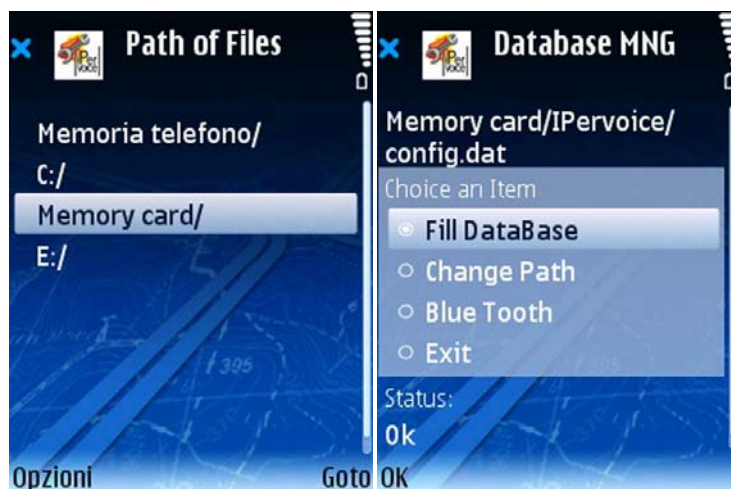 Path of Files
Memoria telefono/
C:/
Memory card/
E:/
Opzioni Goto
Database MNG
Memory card/IPervoice/
config.dat
Choice an Item
Fill DataBase
Change Path
Blue Tooth
Exit
Status:
Ok
OK